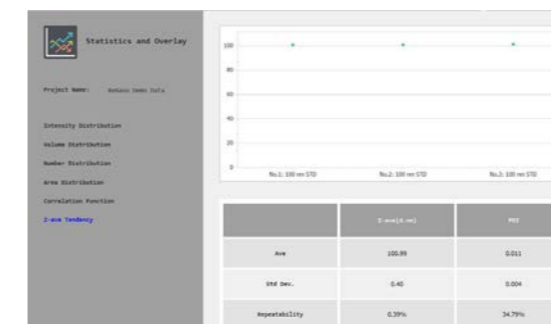 Statistics and Overlay
Project Name:
Intensity Distribution
Volume Distribution
Number Distribution
Area Distribution
Correlation Function
Z-ave Tendency
100
80
60
40
20
0
No.1: 100 nm STD
No.2: 100 nm STD
No.3: 100 nm STD
Z-ave(d.nm) PDI
Ave 100.99 0.011
Std Dev. 0.40 0.004
Repeatability 0.39% 34.79%